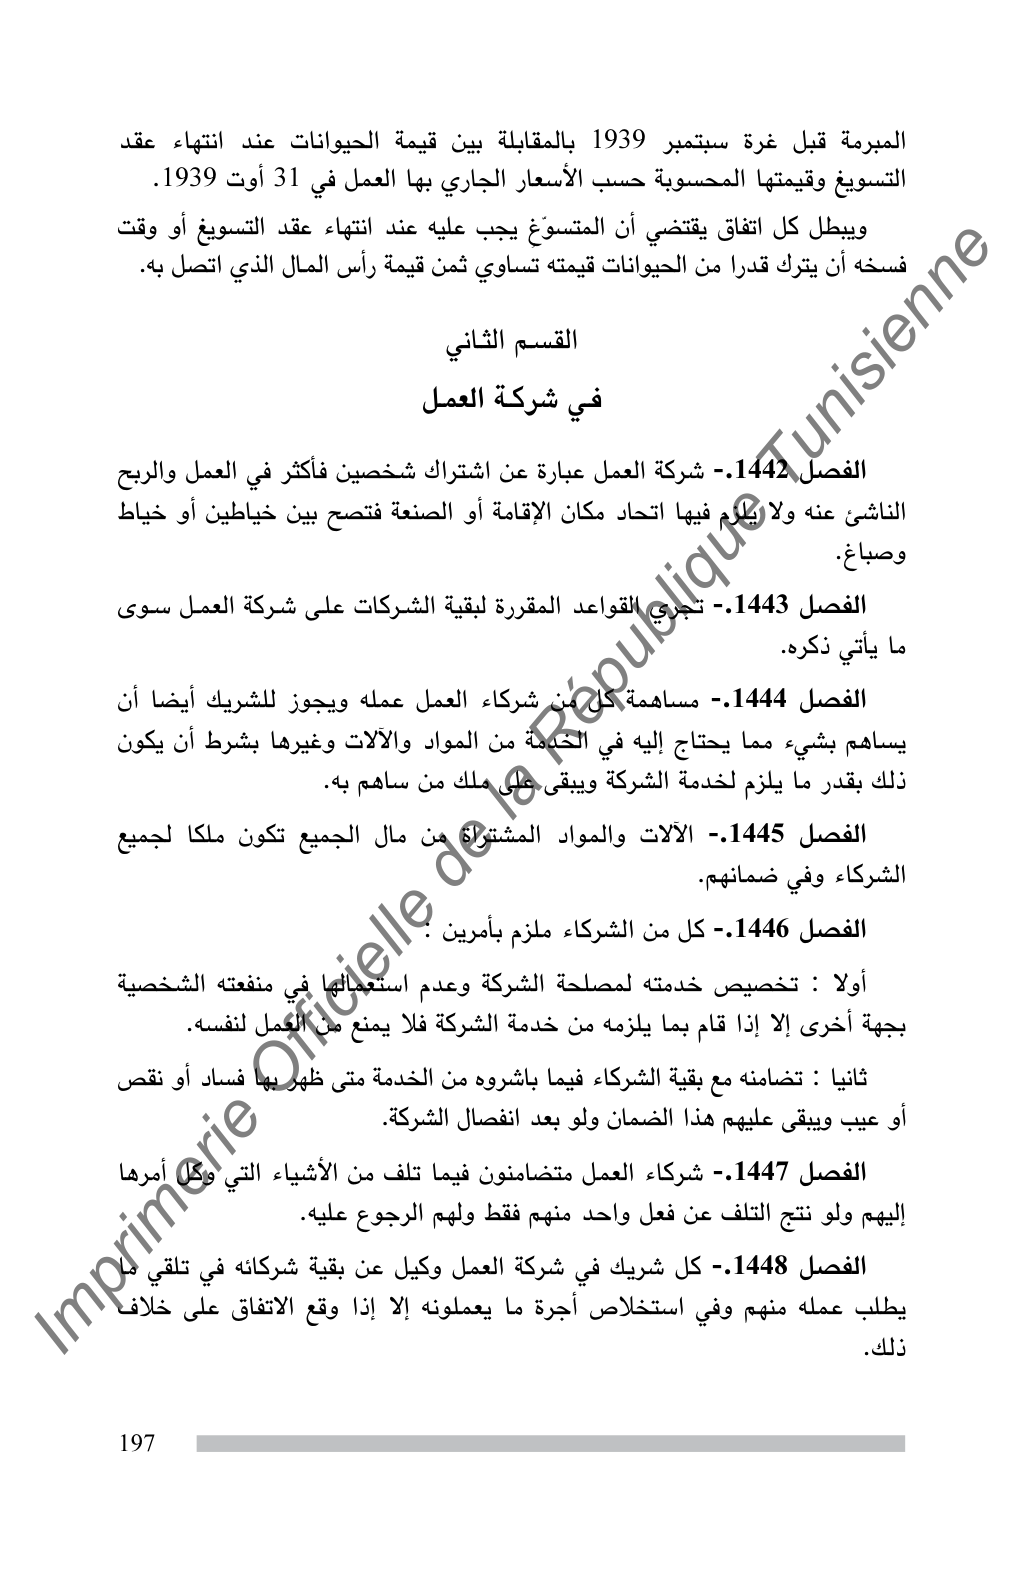 المبرمة قبل غرة سبتمبر 1939 بالمقابلة بين قيمة الحيوانات عند انتهاء عقد
التسويغ وقيمتها المحسوبة حسب الأسعار الجاري بها العمل في 31 أوت 1939.
ويبطل كل اتفاق يقتضي أن المتسوّغ يجب عليه عند انتهاء عقد التسويغ أو وقت
فسخه أن يترك قدرا من الحيوانات قيمته تساوي ثمن قيمة رأس المال الذي اتصل به.
القسم الثاني
في شركة العمل
الفصل 1442.- شركة العمل عبارة عن اشتراك شخصين فأكثر في العمل والربح
الناشئ عنه ولا يلزم فيها اتحاد مكان الإقامة أو الصنعة فتصح بين خياطين أو خياط
وصباغ.
الفصل 1443.- تجري القواعد المقررة لبقية الشركات على شركة العمل سوى
ما يأتي ذكره.
الفصل 1444.- مساهمة كل من شركاء العمل عمله ويجوز للشريك أيضا أن
يساهم بشيء مما يحتاج إليه في الخدمة من المواد والآلات وغيرها بشرط أن يكون
ذلك بقدر ما يلزم لخدمة الشركة ويبقى على ملك من ساهم به.
الفصل 1445.- الآلات والمواد المشتراة من مال الجميع تكون ملكا لجميع
الشركاء وفي ضمانهم.
الفصل 1446.- كل من الشركاء ملزم بأمرين :
أولا : تخصيص خدمته لمصلحة الشركة وعدم استعمالها في منفعته الشخصية
بجهة أخرى إلا إذا قام بما يلزمه من خدمة الشركة فلا يمنع من العمل لنفسه.
ثانيا : تضامنه مع بقية الشركاء فيما باشروه من الخدمة متى ظهر بها فساد أو نقص
أو عيب ويبقى عليهم هذا الضمان ولو بعد انفصال الشركة.
الفصل 1447.- شركاء العمل متضامنون فيما تلف من الأشياء التي وكل أمرها
إليهم ولو نتج التلف عن فعل واحد منهم فقط ولهم الرجوع عليه.
الفصل 1448.- كل شريك في شركة العمل وكيل عن بقية شركائه في تلقي ما
يطلب عمله منهم وفي استخلاص أجرة ما يعملونه إلا إذا وقع الاتفاق على خلاف
ذلك.
197
Imprimerie Officielle de la République Tunisienne